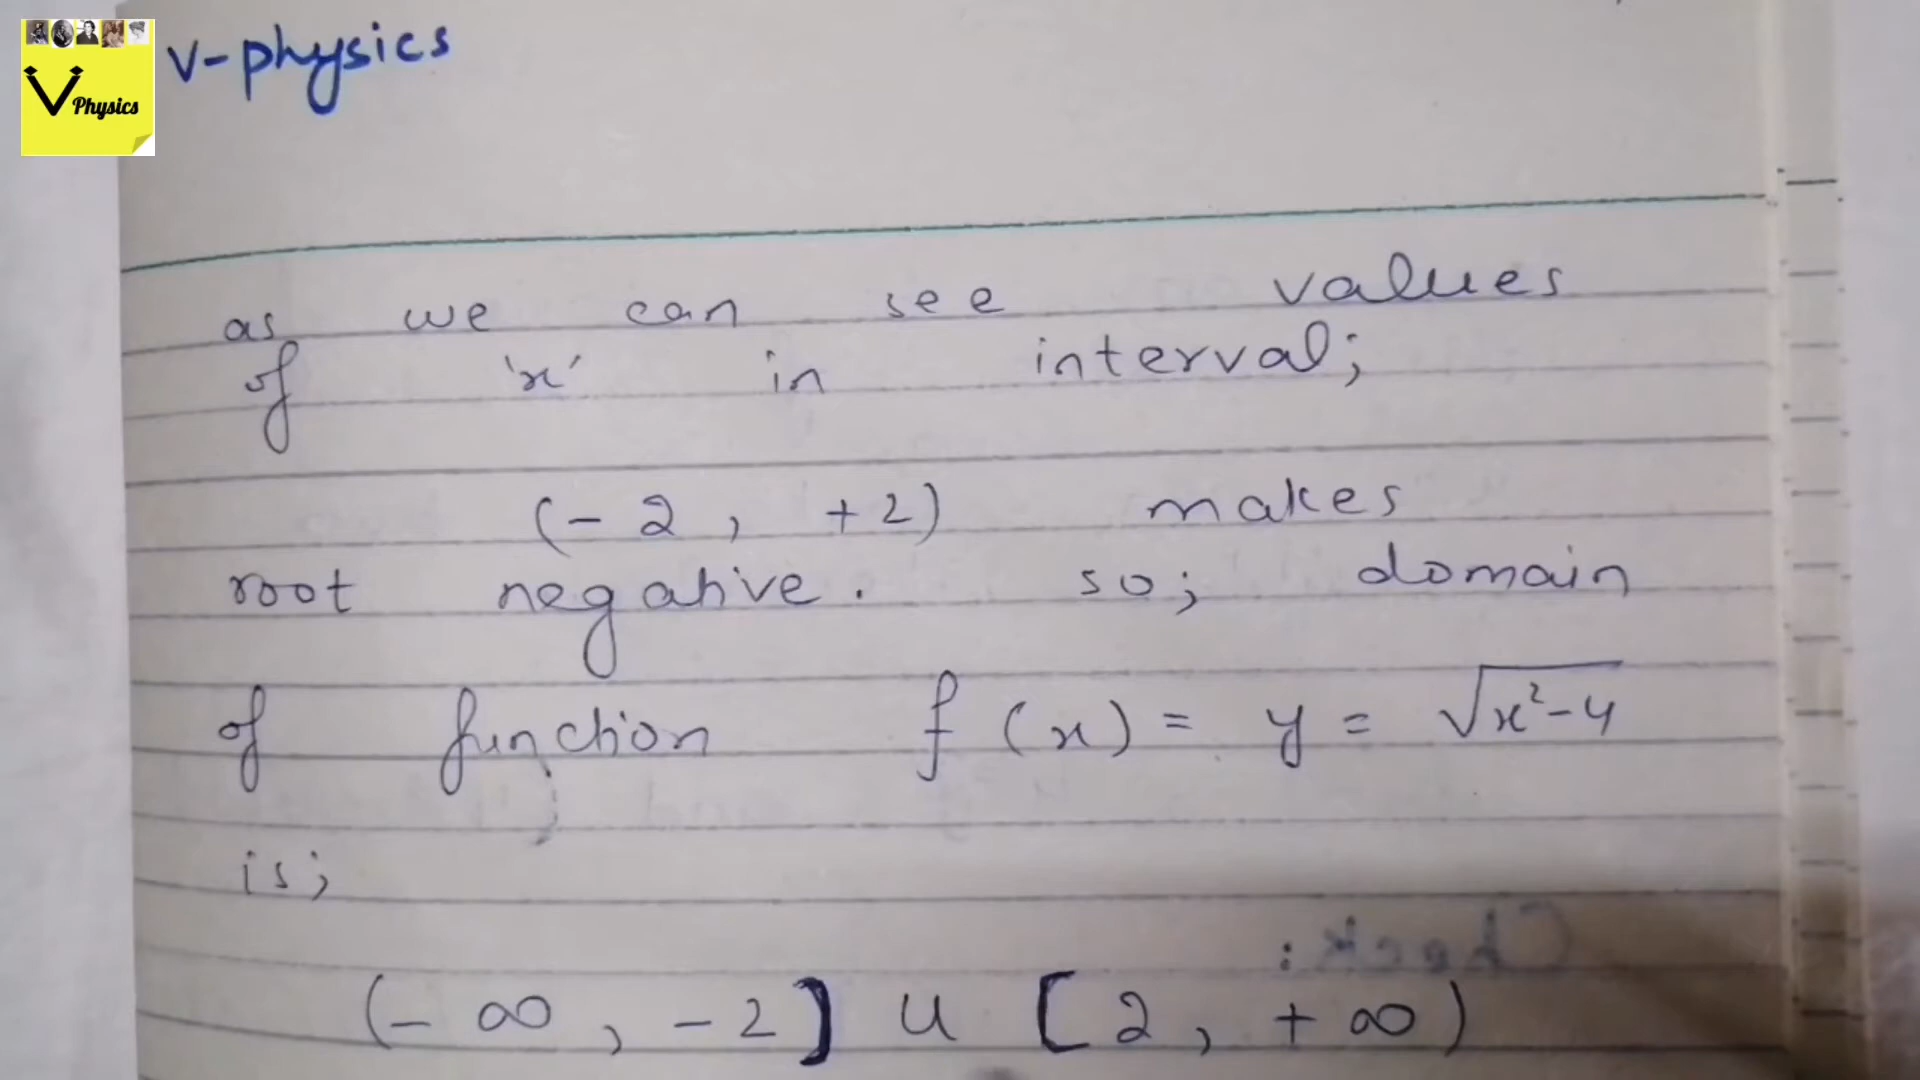 v-physics
V Physics
as we can see values
of 'x' in interval;
(-2, +2) makes
root negative. so; domain
of function f(x) = y = √x²-4
is;
Check:
(-∞, -2] U [2, +∞)